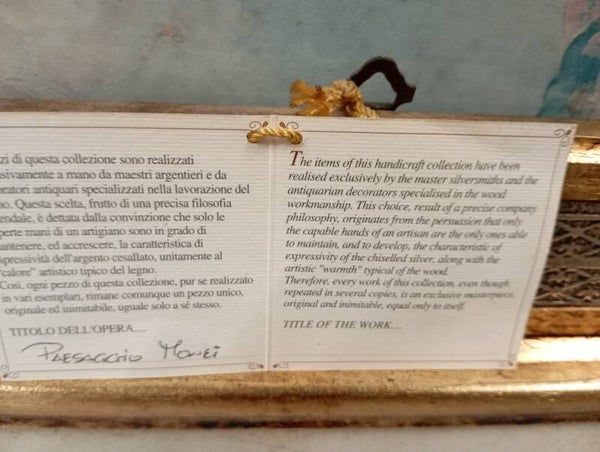 zi di questa collezione sono realizzati
sivamente a mano da maestri argentieri e da
ratori antiquari specializzati nella lavorazione del
no. Questa scelta, frutto di una precisa filosofia
endale, è dettata dalla convinzione che solo le
perte mani di un artigiano sono in grado di
antenere, ed accrescere, la caratteristica di
spressività dell'argento cesallato, unitamente al
"calore" artistico tipico del legno.
Così, ogni pezzo di questa collezione, pur se realizzato
in vari esemplari, rimane comunque un pezzo unico,
originale ed inimitabile, uguale solo a sé stesso.
TITOLO DELL'OPERA....
PAESAGGIO MONET
The items of this handicraft collection have been
realised exclusively by the master silversmiths and the
antiquarian decorators specialised in the wood
workmanship. This choice, result of a precise company
philosophy, originates from the persuasion that only
the capable hands of an artisan are the only ones able
to maintain, and to develop, the characteristic of
expressivity of the chiselled silver, along with the
artistic "warmth" typical of the wood.
Therefore, every work of this collection, even though
repeated in several copies, is an exclusive masterpiece,
original and inimitable, equal only to itself.
TITLE OF THE WORK....